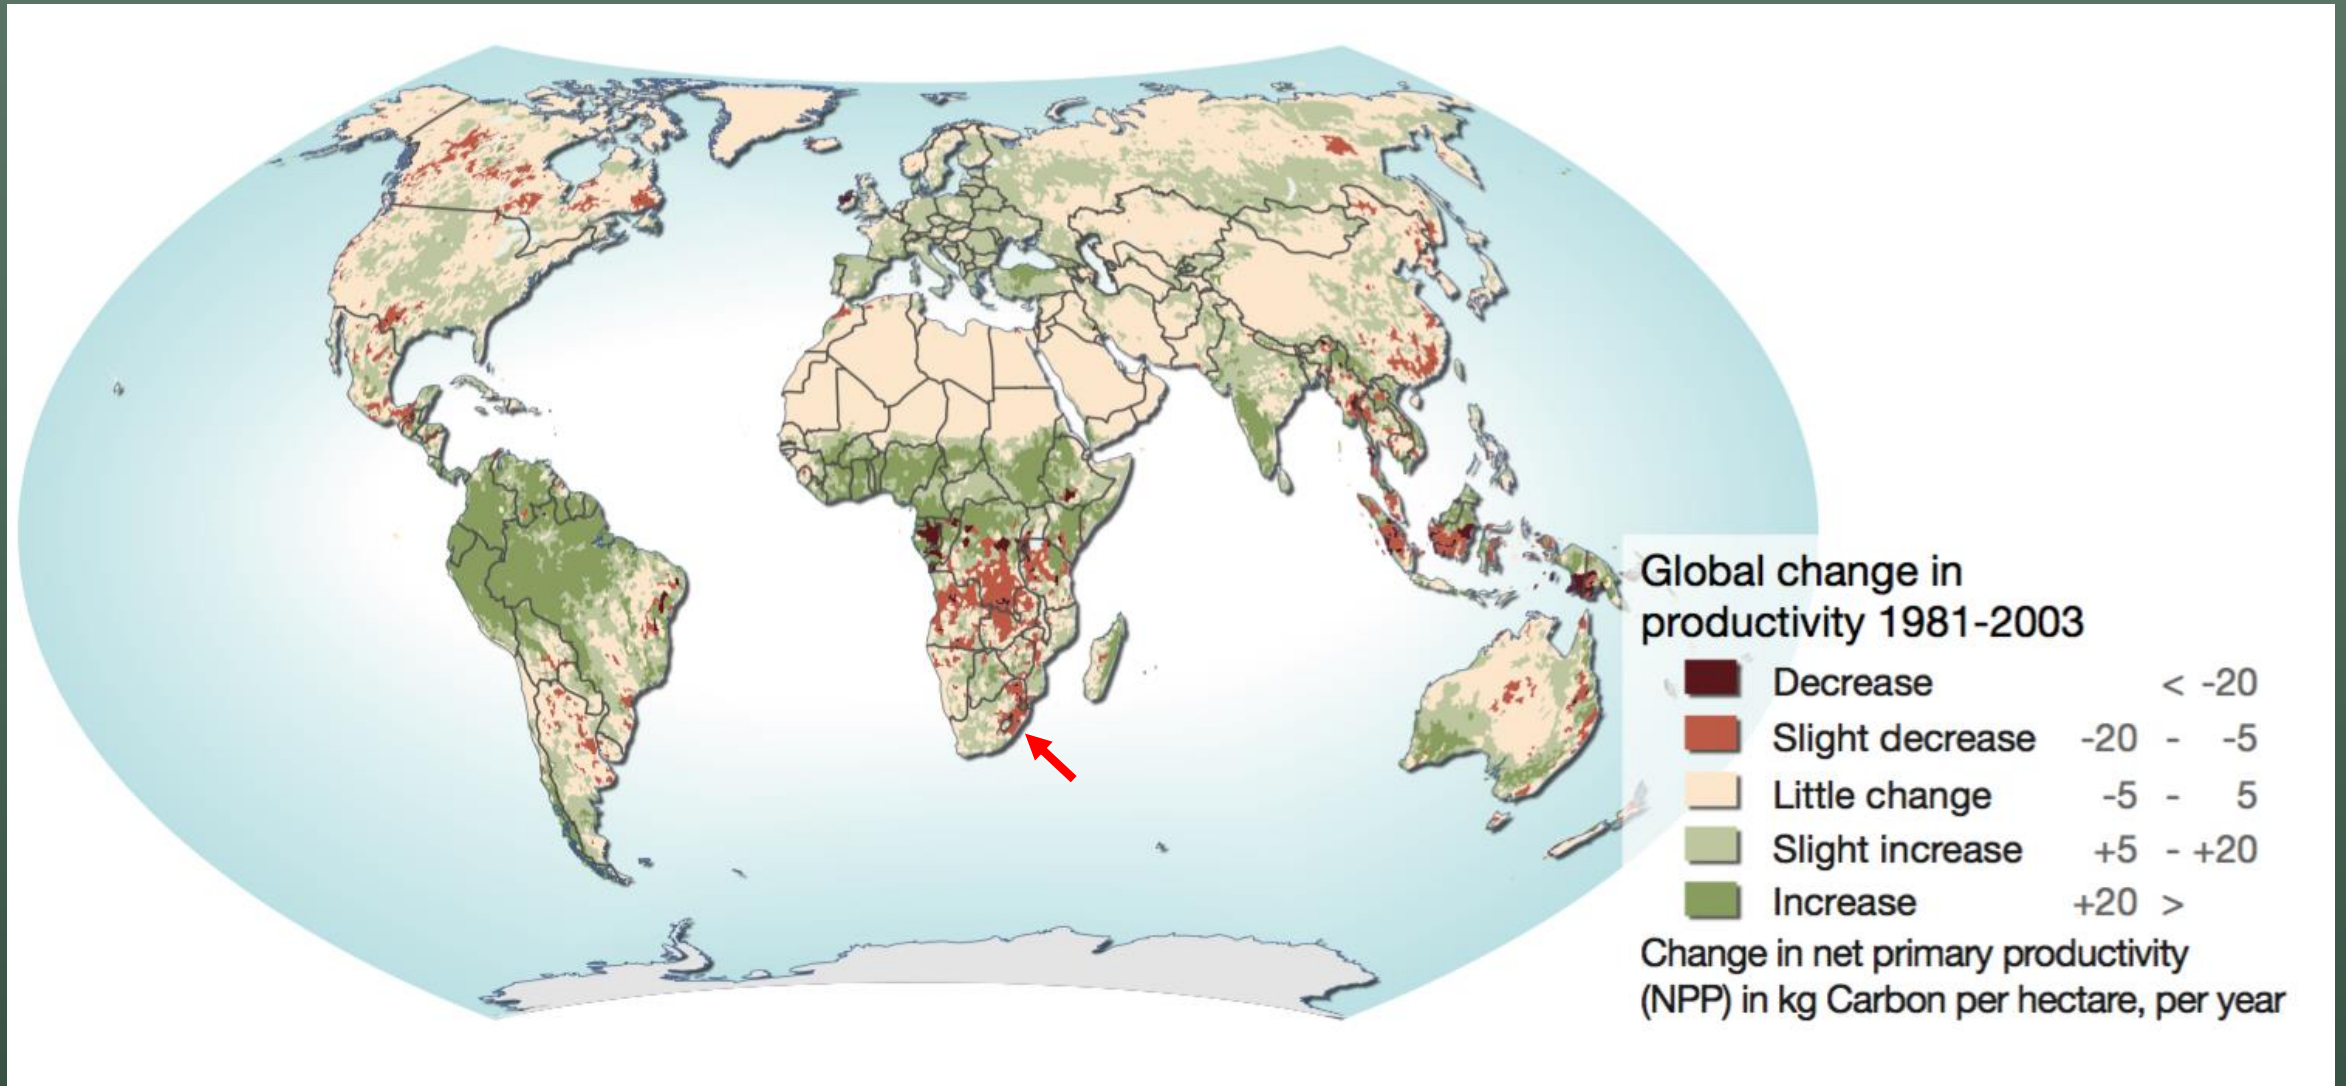 Global change in
productivity 1981-2003
Decrease < -20
Slight decrease -20 - -5
Little change -5 - 5
Slight increase +5 - +20
Increase +20 >
Change in net primary productivity
(NPP) in kg Carbon per hectare, per year